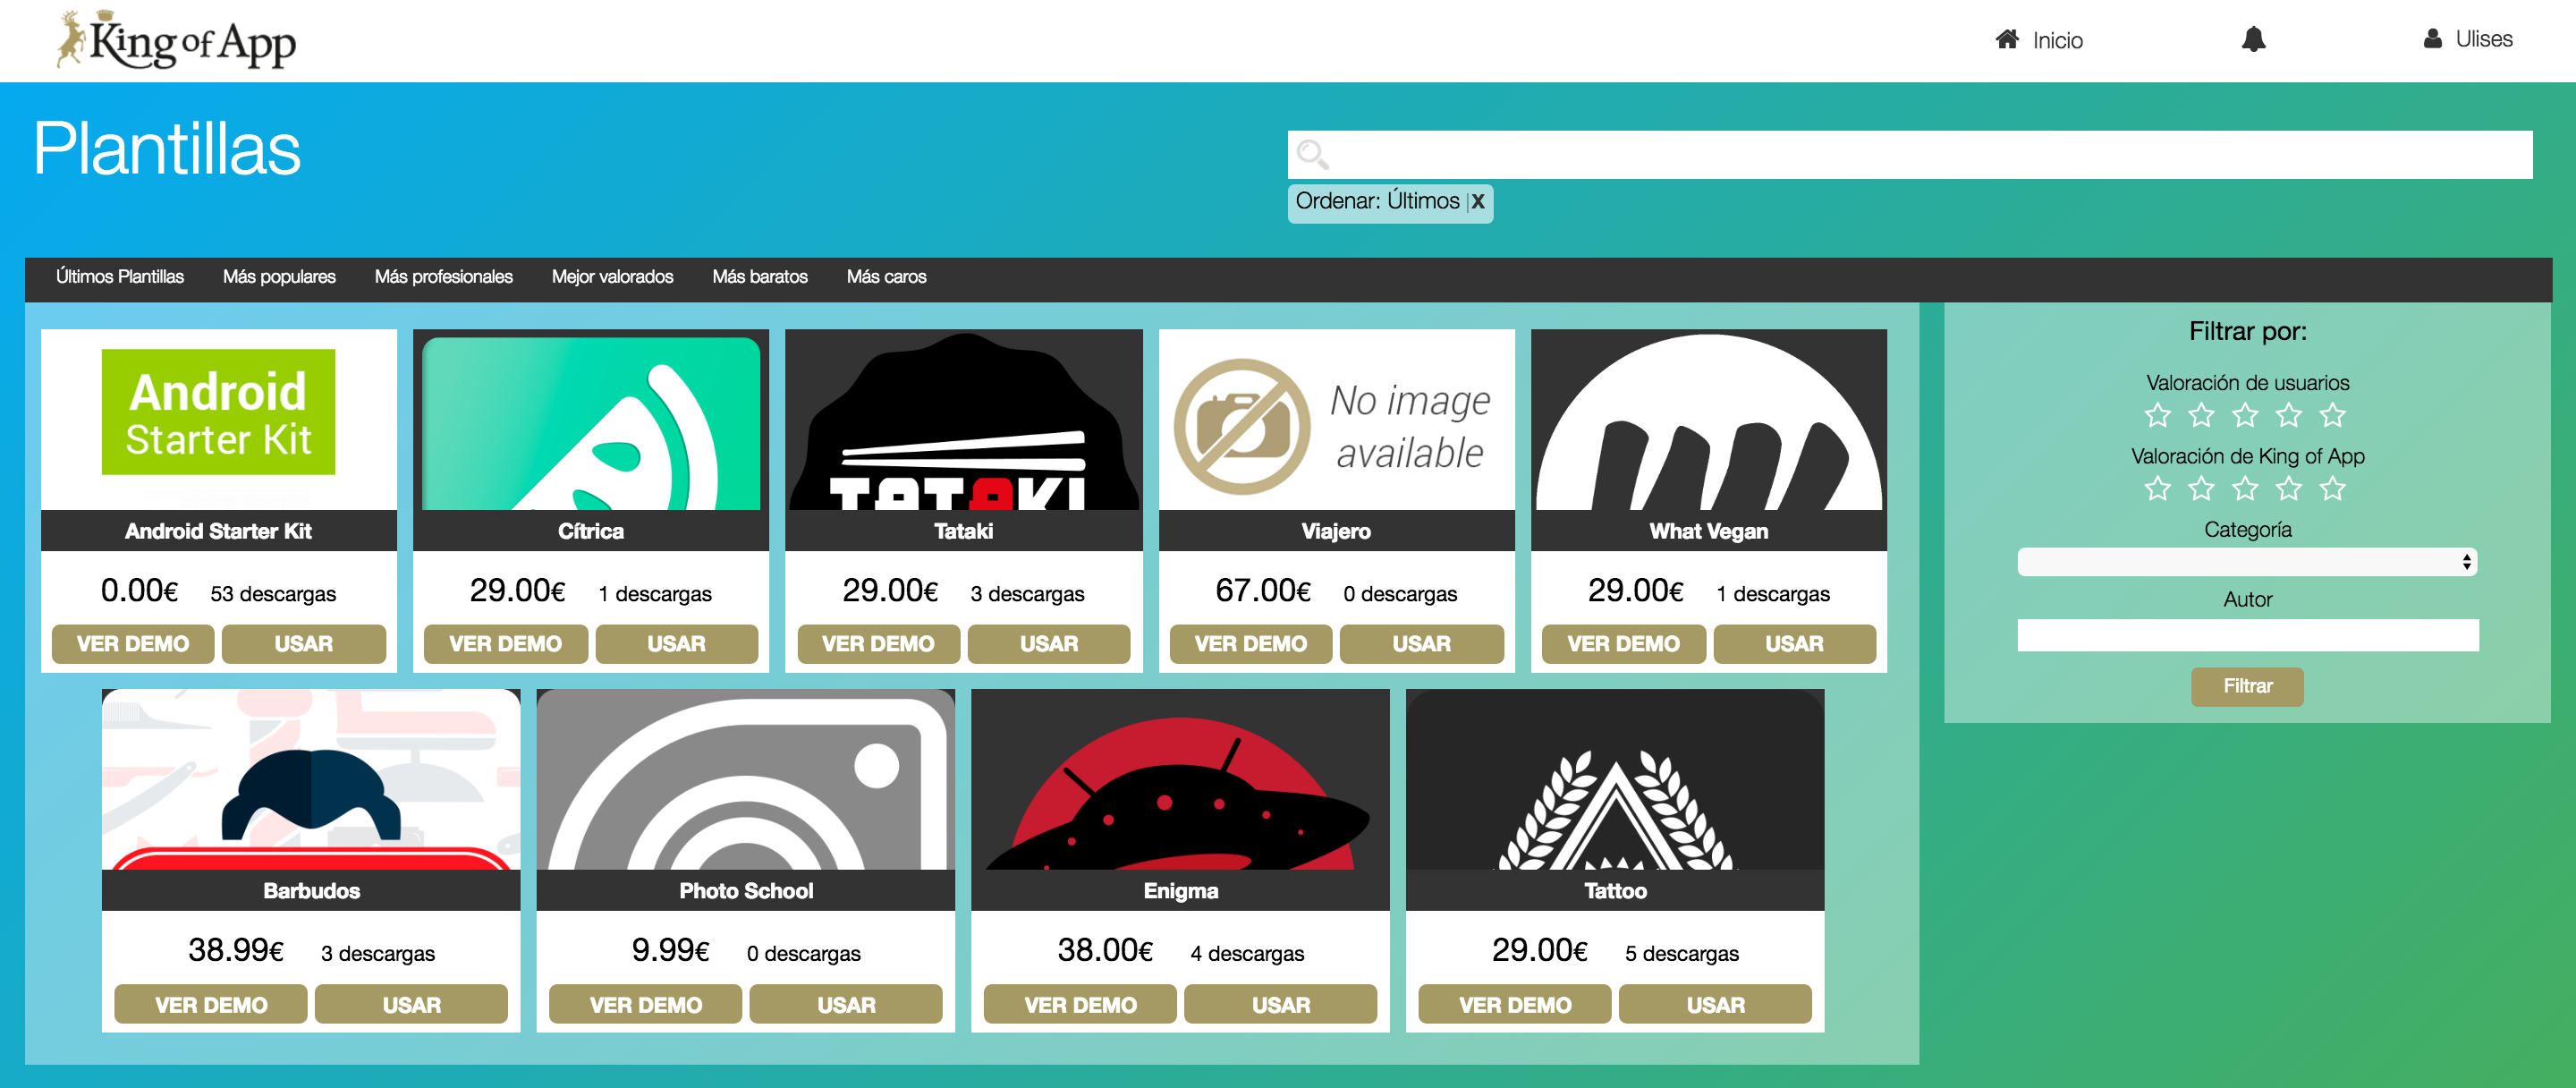 King of App
Inicio
Ulises
Plantillas
Ordenar: Últimos |X
Últimos Plantillas Más populares Más profesionales Mejor valorados Más baratos Más caros
Android
Starter Kit
Android Starter Kit
0.00€ 53 descargas
VER DEMO USAR
Cítrica
29.00€ 1 descargas
VER DEMO USAR
TATAKI
Tataki
29.00€ 3 descargas
VER DEMO USAR
No image
available
Viajero
67.00€ 0 descargas
VER DEMO USAR
What Vegan
29.00€ 1 descargas
VER DEMO USAR
Barbudos
38.99€ 3 descargas
VER DEMO USAR
Photo School
9.99€ 0 descargas
VER DEMO USAR
Enigma
38.00€ 4 descargas
VER DEMO USAR
Tattoo
29.00€ 5 descargas
VER DEMO USAR
Filtrar por:
Valoración de usuarios
Valoración de King of App
Categoría
Autor
Filtrar